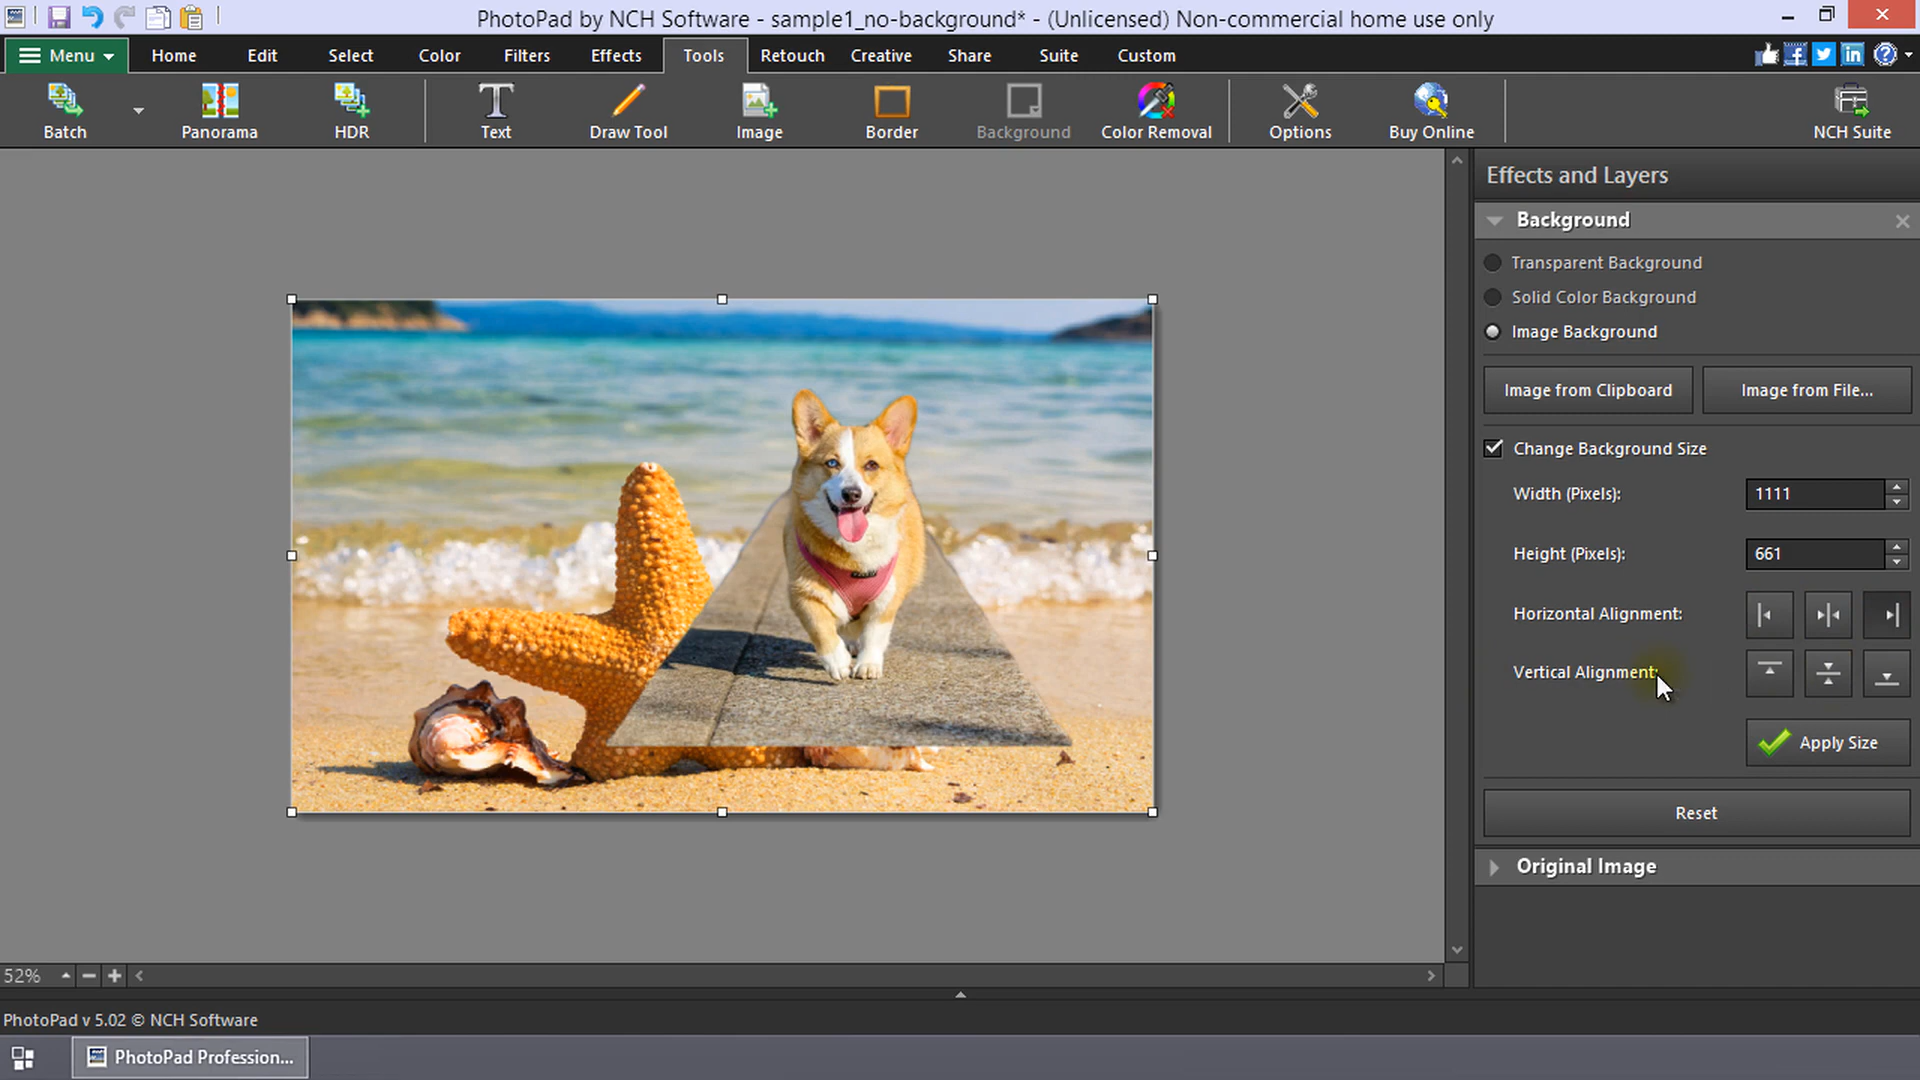 PhotoPad by NCH Software - sample1_no-background* - (Unlicensed) Non-commercial home use only
Menu Home Edit Select Color Filters Effects Tools Retouch Creative Share Suite Custom
Batch Panorama HDR Text Draw Tool Image Border Background Color Removal Options Buy Online NCH Suite
Effects and Layers
Background
Transparent Background
Solid Color Background
Image Background
Image from Clipboard Image from File...
Change Background Size
Width (Pixels): 1111
Height (Pixels): 661
Horizontal Alignment:
Vertical Alignment:
Apply Size
Reset
Original Image
52%
PhotoPad v 5.02 © NCH Software
PhotoPad Profession...